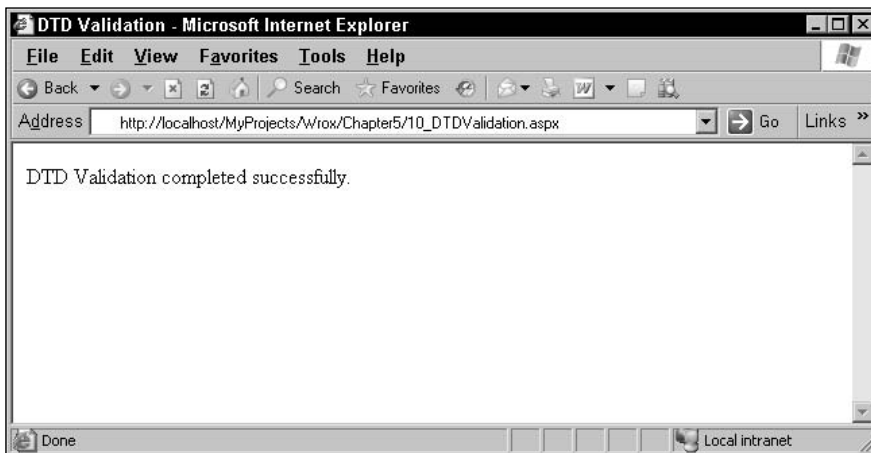 DTD Validation - Microsoft Internet Explorer
File Edit View Favorites Tools Help
Back Search Favorites W
Address http://localhost/MyProjects/Wrox/Chapter5/10_DTDValidation.aspx Go Links »
DTD Validation completed successfully.
Done Local intranet